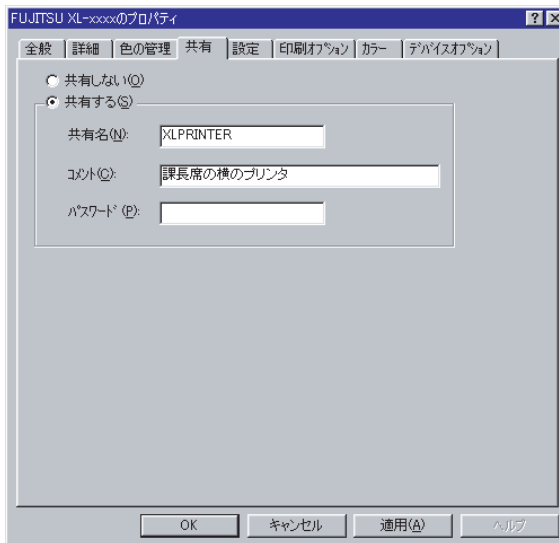 FUJITSU XL-xxxxのプロパティ
全般 詳細 色の管理 共有 設定 印刷オプション カラー デバイスオプション
共有しない(O)
共有する(S)
共有名(N): XLPRINTER
コメント(C): 課長席の横のプリンタ
パスワード(P):
OK キャンセル 適用(A) ヘルプ